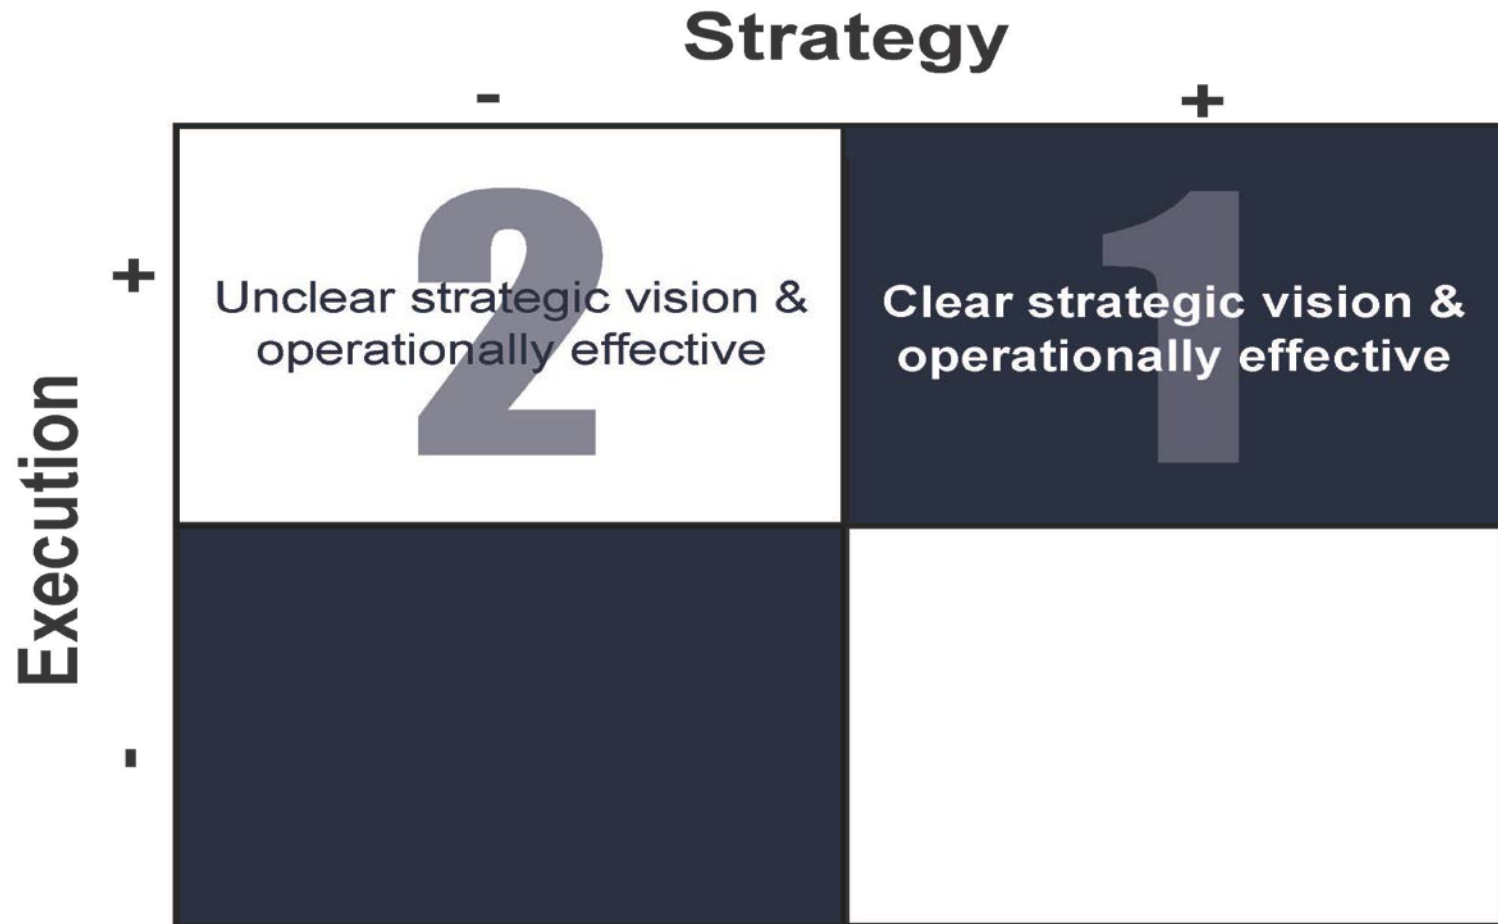 Strategy
- +
2
Unclear strategic vision &
operationally effective
1
Clear strategic vision &
operationally effective
+
Execution
-